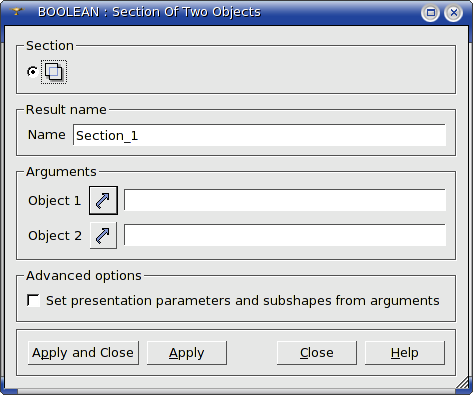 BOOLEAN : Section Of Two Objects
Section
Result name
Name Section_1
Arguments
Object 1
Object 2
Advanced options
Set presentation parameters and subshapes from arguments
Apply and Close Apply Close Help